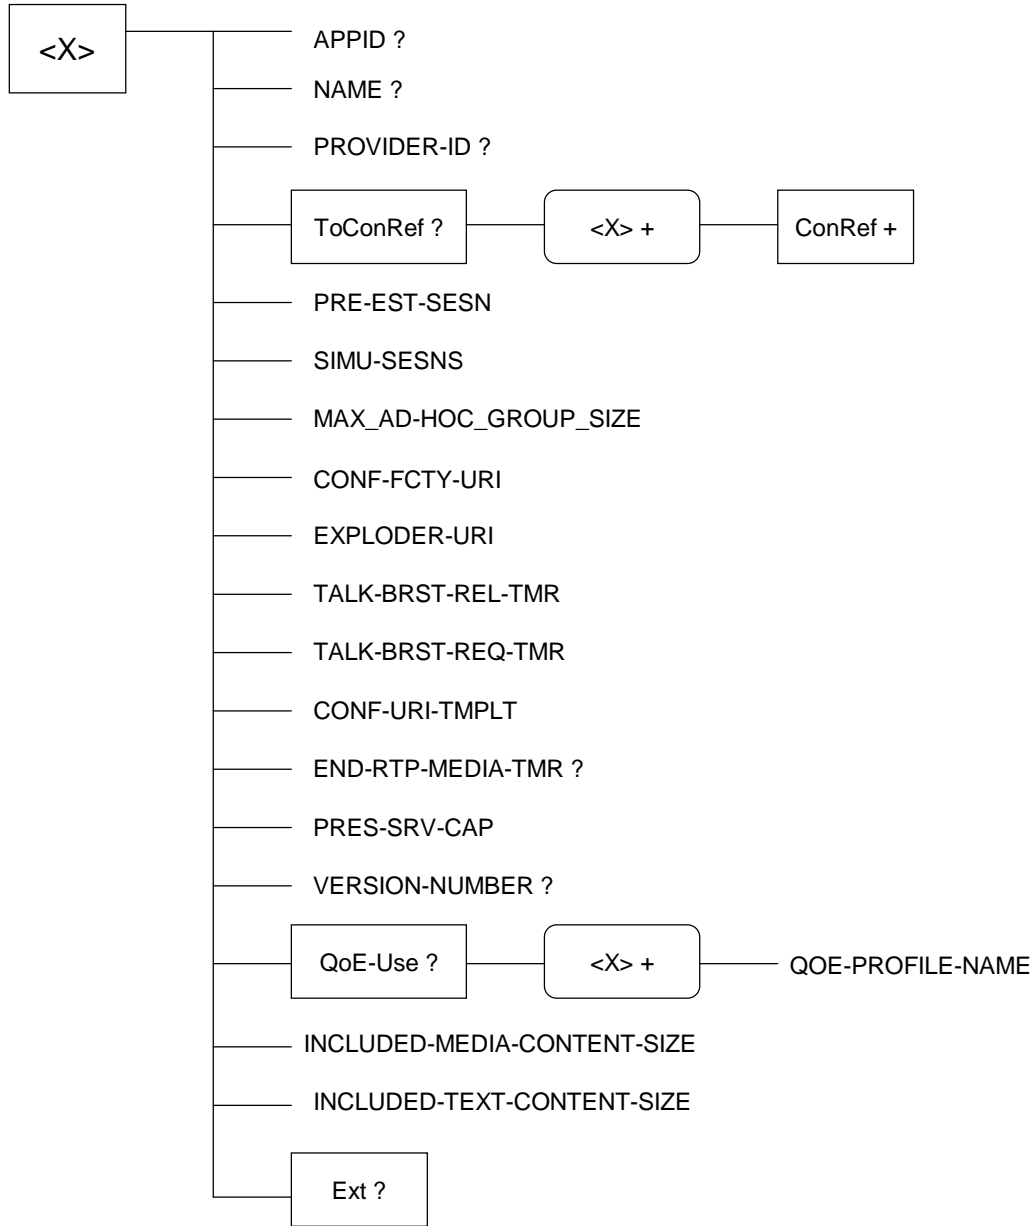 <X>
APPID ?
NAME ?
PROVIDER-ID ?
ToConRef ? <X> + ConRef +
PRE-EST-SESN
SIMU-SESNS
MAX_AD-HOC_GROUP_SIZE
CONF-FCTY-URI
EXPLODER-URI
TALK-BRST-REL-TMR
TALK-BRST-REQ-TMR
CONF-URI-TMPLT
END-RTP-MEDIA-TMR ?
PRES-SRV-CAP
VERSION-NUMBER ?
QoE-Use ? <X> + QOE-PROFILE-NAME
INCLUDED-MEDIA-CONTENT-SIZE
INCLUDED-TEXT-CONTENT-SIZE
Ext ?